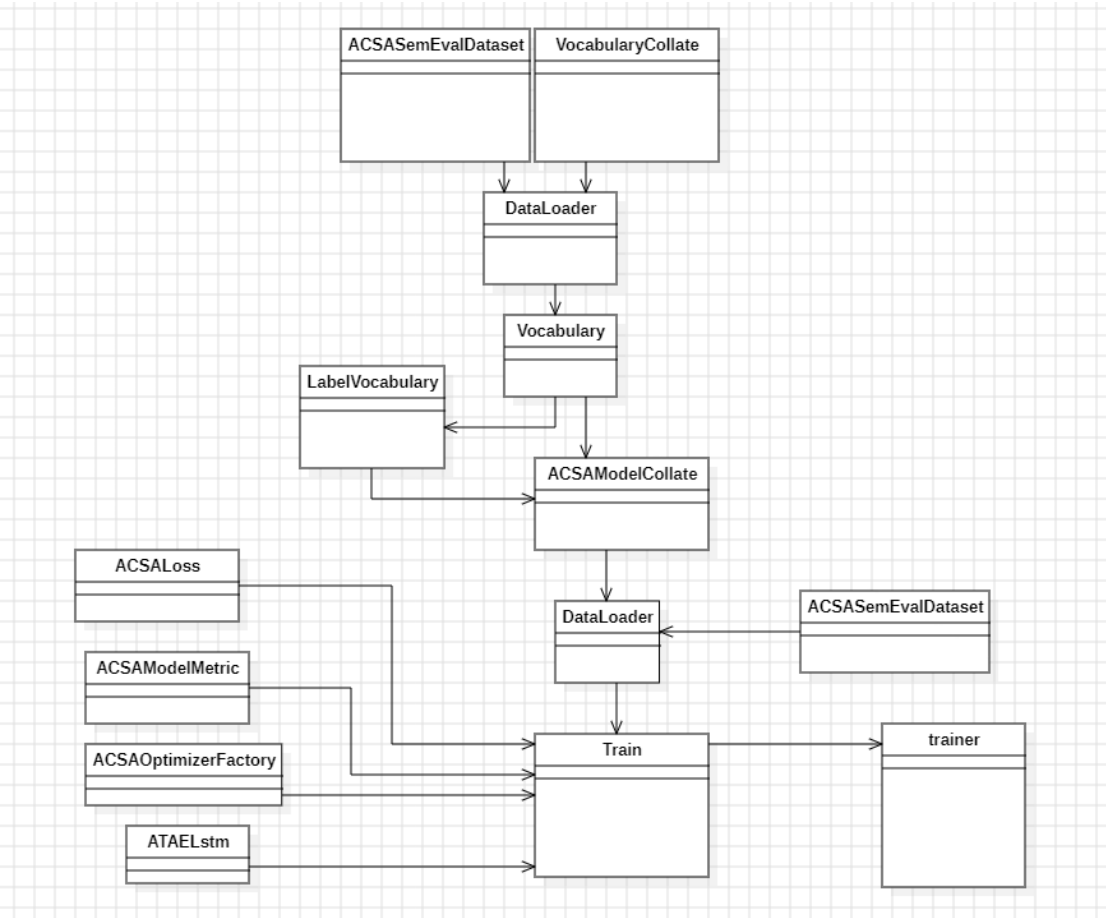 ACSASemEvalDataset
VocabularyCollate
DataLoader
Vocabulary
LabelVocabulary
ACSAModelCollate
ACSALoss
DataLoader
ACSASemEvalDataset
ACSAModelMetric
Train
trainer
ACSAOptimizerFactory
ATAELstm